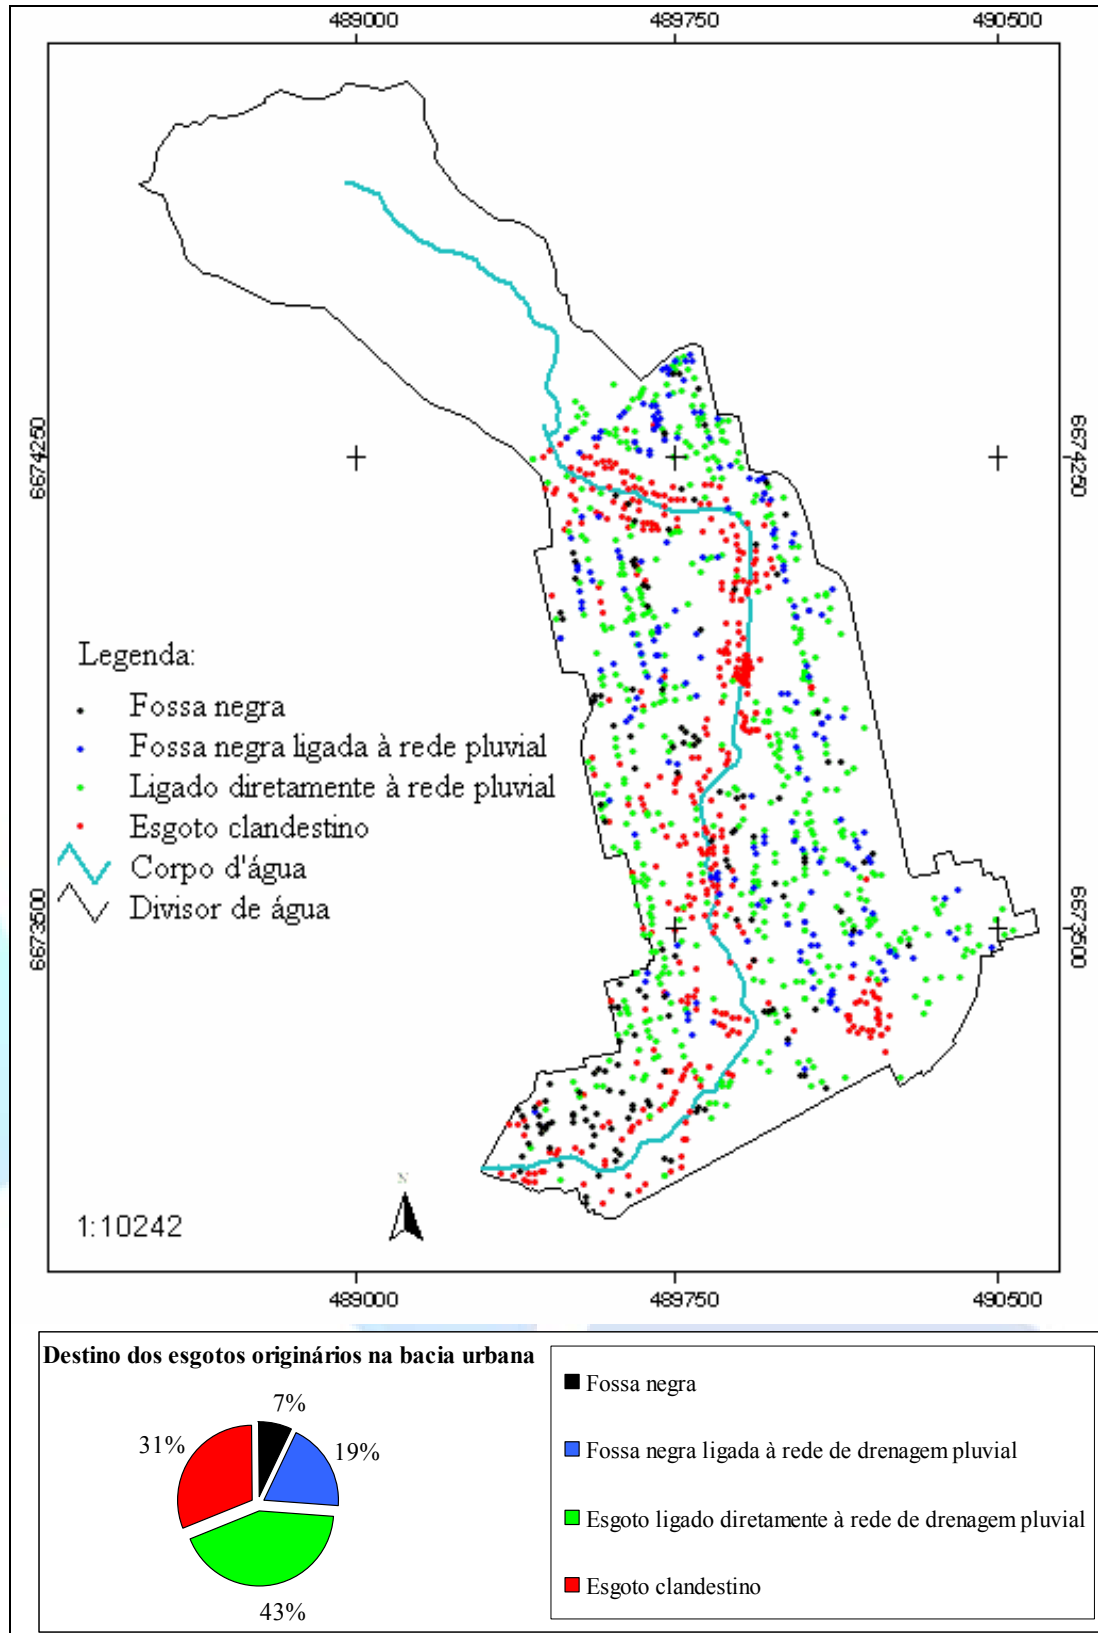 489000
489750
490500
6674250
6674250
Legenda:
Fossa negra
Fossa negra ligada à rede pluvial
Ligado diretamente à rede pluvial
Esgoto clandestino
Corpo d'água
Divisor de água
6673500
6673500
N
1:10242
489000
489750
490500
Destino dos esgotos originários na bacia urbana
7%
31%
19%
43%
Fossa negra
Fossa negra ligada à rede de drenagem pluvial
Esgoto ligado diretamente à rede de drenagem pluvial
Esgoto clandestino